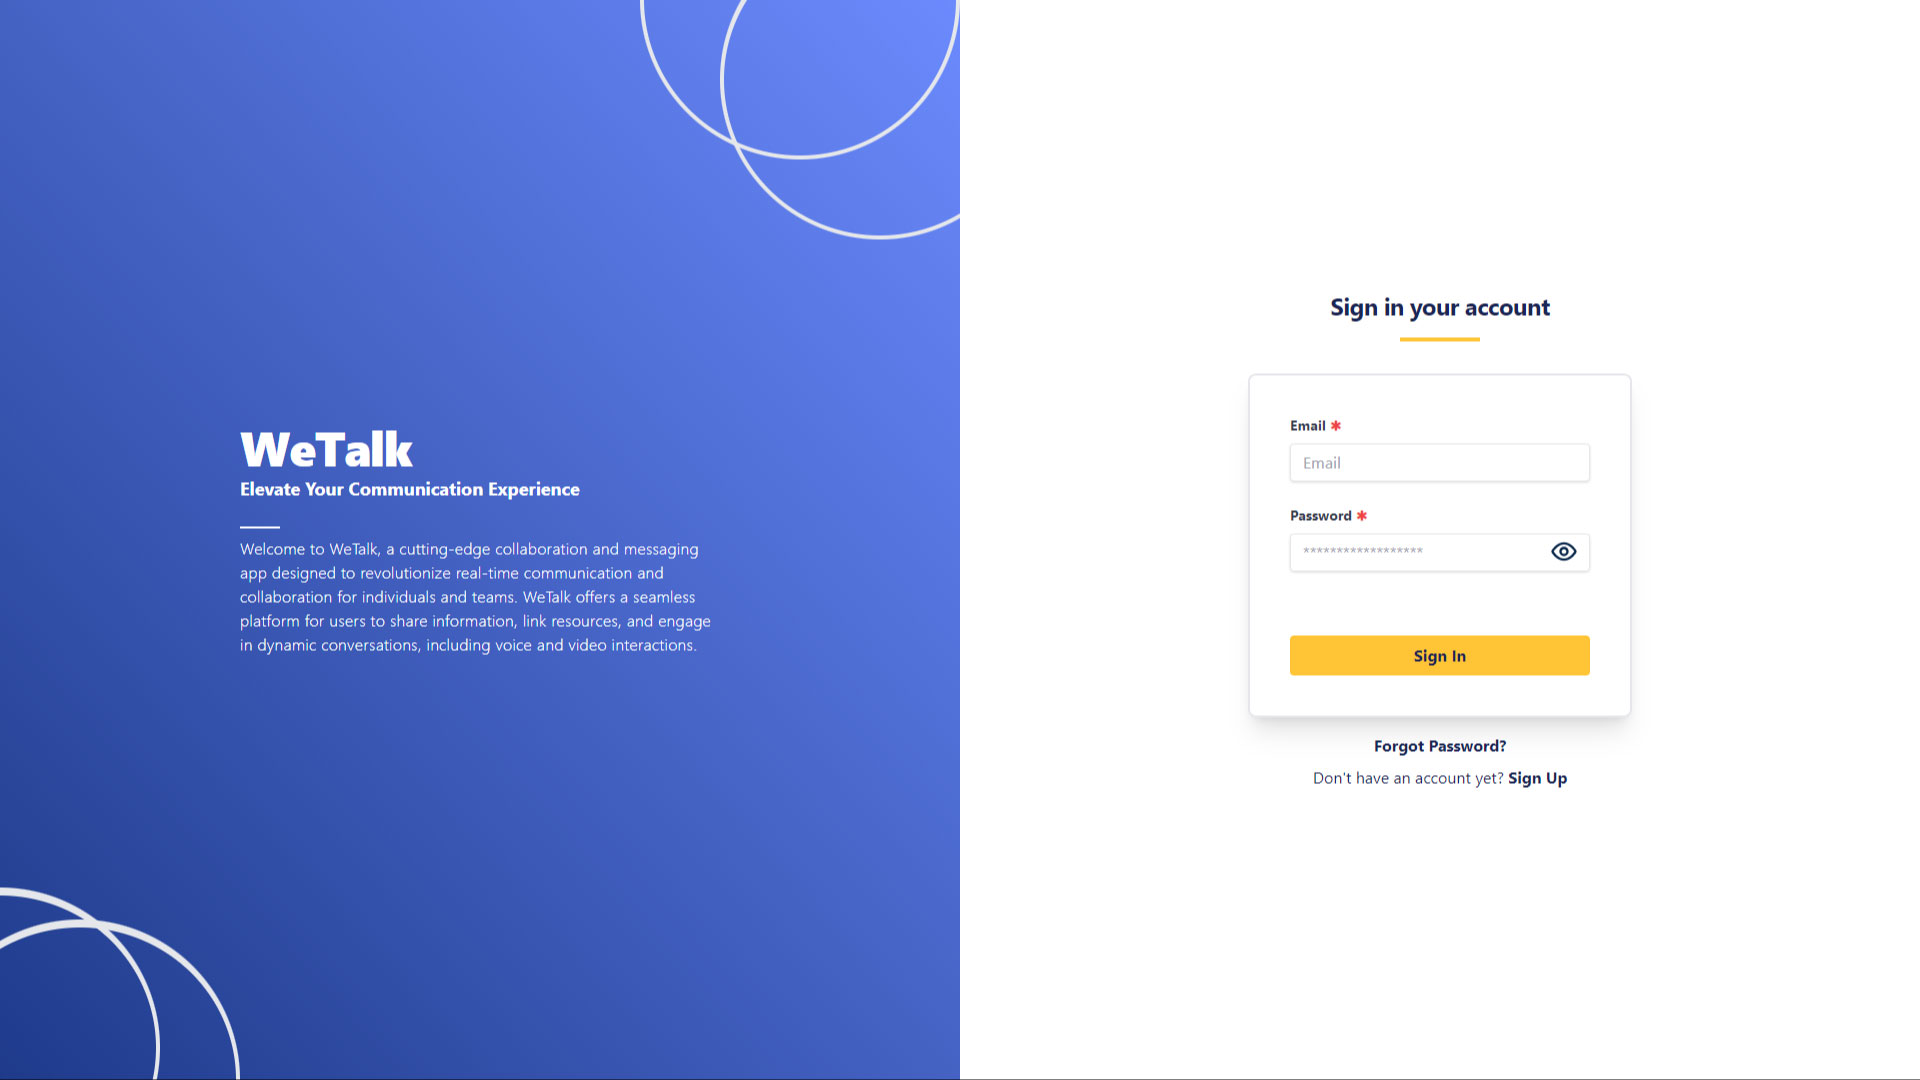 WeTalk
Elevate Your Communication Experience
Welcome to WeTalk, a cutting-edge collaboration and messaging
app designed to revolutionize real-time communication and
collaboration for individuals and teams. WeTalk offers a seamless
platform for users to share information, link resources, and engage
in dynamic conversations, including voice and video interactions.
Sign in your account
Email *
Email
Password *
******************
Sign In
Forgot Password?
Don't have an account yet? Sign Up